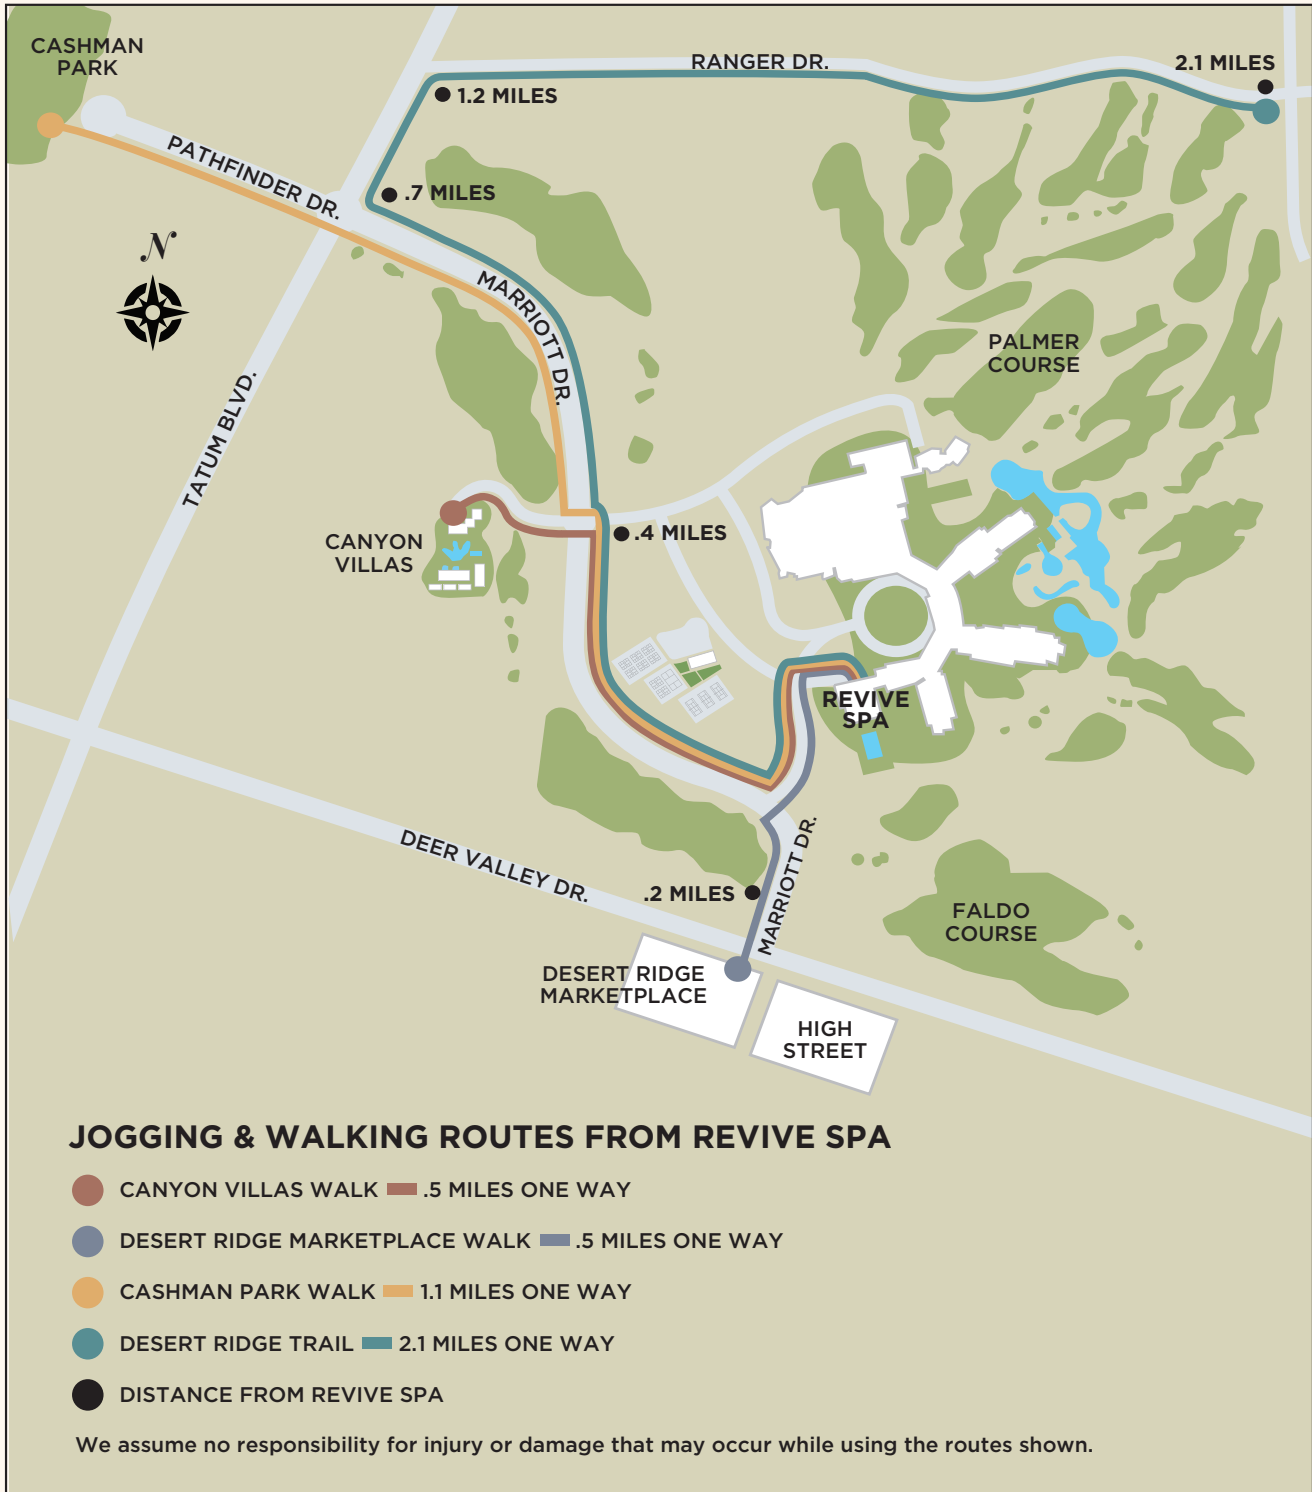 CASHMAN
PARK
RANGER DR.
2.1 MILES
1.2 MILES
PATHFINDER DR.
.7 MILES
N
MARRIOTT DR.
PALMER
COURSE
TATUM BLVD.
CANYON
VILLAS
.4 MILES
REVIVE
SPA
DEER VALLEY DR.
MARRIOTT DR.
.2 MILES
FALDO
COURSE
DESERT RIDGE
MARKETPLACE
HIGH
STREET
JOGGING & WALKING ROUTES FROM REVIVE SPA
CANYON VILLAS WALK .5 MILES ONE WAY
DESERT RIDGE MARKETPLACE WALK .5 MILES ONE WAY
CASHMAN PARK WALK 1.1 MILES ONE WAY
DESERT RIDGE TRAIL 2.1 MILES ONE WAY
DISTANCE FROM REVIVE SPA
We assume no responsibility for injury or damage that may occur while using the routes shown.